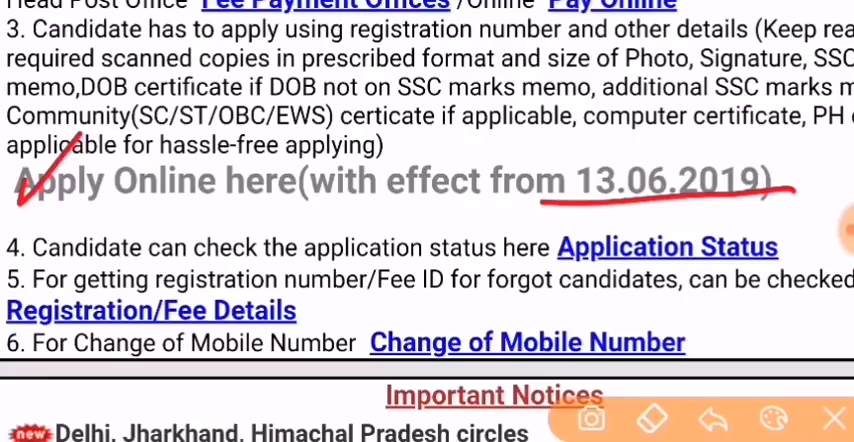 Head Post Office Fee Payment Offices /Online Pay Online
3. Candidate has to apply using registration number and other details (Keep rea
required scanned copies in prescribed format and size of Photo, Signature, SSC
memo,DOB certificate if DOB not on SSC marks memo, additional SSC marks m
Community(SC/ST/OBC/EWS) certicate if applicable, computer certificate, PH
applicable for hassle-free applying)
Apply Online here(with effect from 13.06.2019)
4. Candidate can check the application status here Application Status
5. For getting registration number/Fee ID for forgot candidates, can be checked
Registration/Fee Details
6. For Change of Mobile Number Change of Mobile Number
Important Notices
new Delhi, Jharkhand, Himachal Pradesh circles